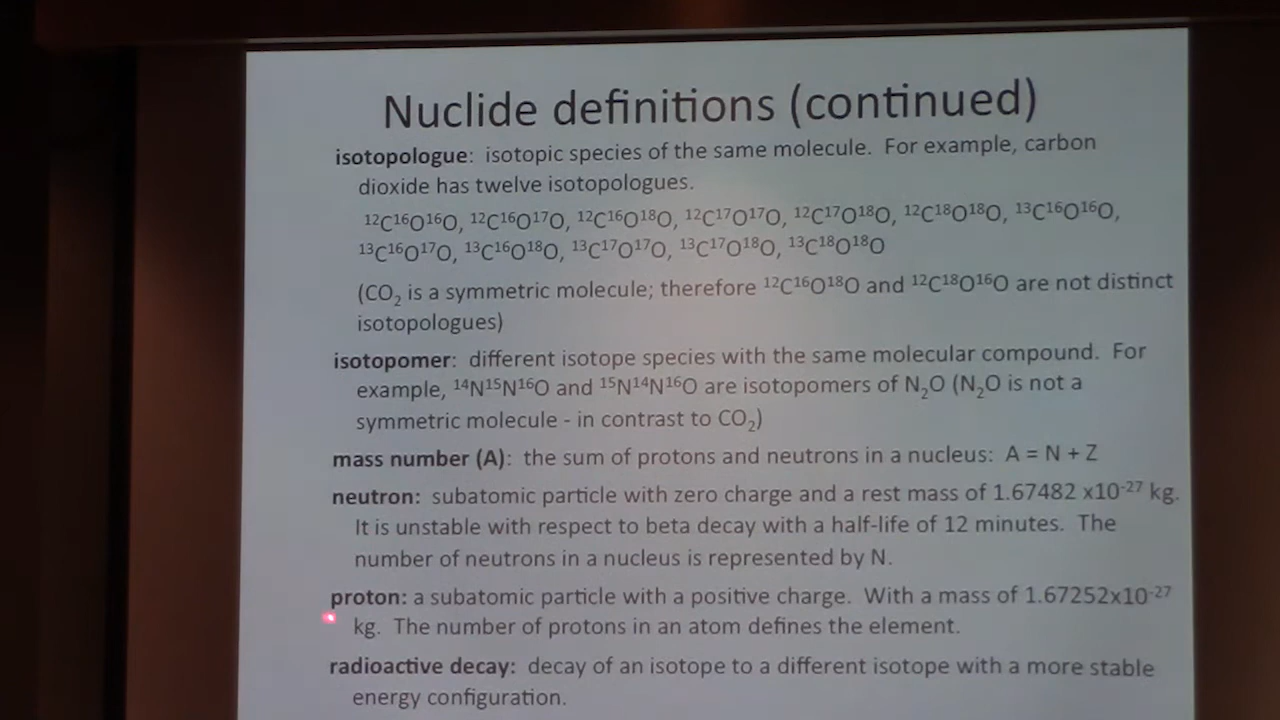 Nuclide definitions (continued)
isotopologue: isotopic species of the same molecule. For example, carbon
dioxide has twelve isotopologues.
¹²C¹⁶O¹⁶O, ¹²C¹⁶O¹⁷O, ¹²C¹⁶O¹⁸O, ¹²C¹⁷O¹⁷O, ¹²C¹⁷O¹⁸O, ¹²C¹⁸O¹⁸O, ¹³C¹⁶O¹⁶O,
¹³C¹⁶O¹⁷O, ¹³C¹⁶O¹⁸O, ¹³C¹⁷O¹⁷O, ¹³C¹⁷O¹⁸O, ¹³C¹⁸O¹⁸O
(CO₂ is a symmetric molecule; therefore ¹²C¹⁶O¹⁸O and ¹²C¹⁸O¹⁶O are not distinct
isotopologues)
isotopomer: different isotope species with the same molecular compound. For
example, ¹⁴N¹⁵N¹⁶O and ¹⁵N¹⁴N¹⁶O are isotopomers of N₂O (N₂O is not a
symmetric molecule - in contrast to CO₂)
mass number (A): the sum of protons and neutrons in a nucleus: A = N + Z
neutron: subatomic particle with zero charge and a rest mass of 1.67482 x10⁻²⁷ kg.
It is unstable with respect to beta decay with a half-life of 12 minutes. The
number of neutrons in a nucleus is represented by N.
proton: a subatomic particle with a positive charge. With a mass of 1.67252x10⁻²⁷
kg. The number of protons in an atom defines the element.
radioactive decay: decay of an isotope to a different isotope with a more stable
energy configuration.